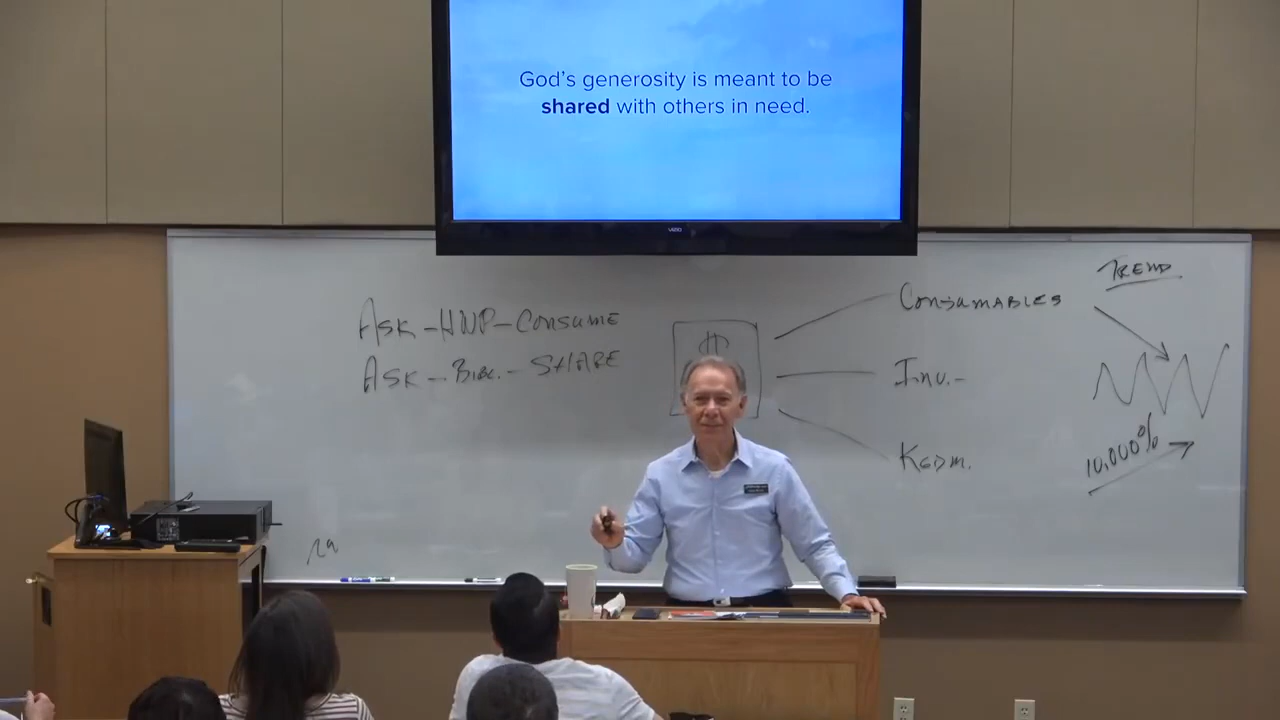 God's generosity is meant to be
shared with others in need.
VIZIO
TREND
CONSUMABLES
ASK-HWP-CONSUME
ASK-BIBL.-SHARE
$
INV.-
KGDM.
10,000%